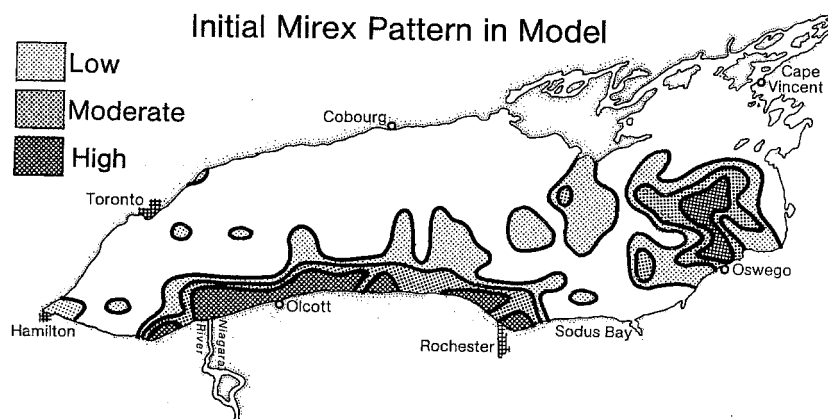 Initial Mirex Pattern in Model
Low
Moderate
High
Cape
Vincent
Cobourg
Toronto
Oswego
Olcott
Hamilton
Niagara
River
Rochester
Sodus Bay